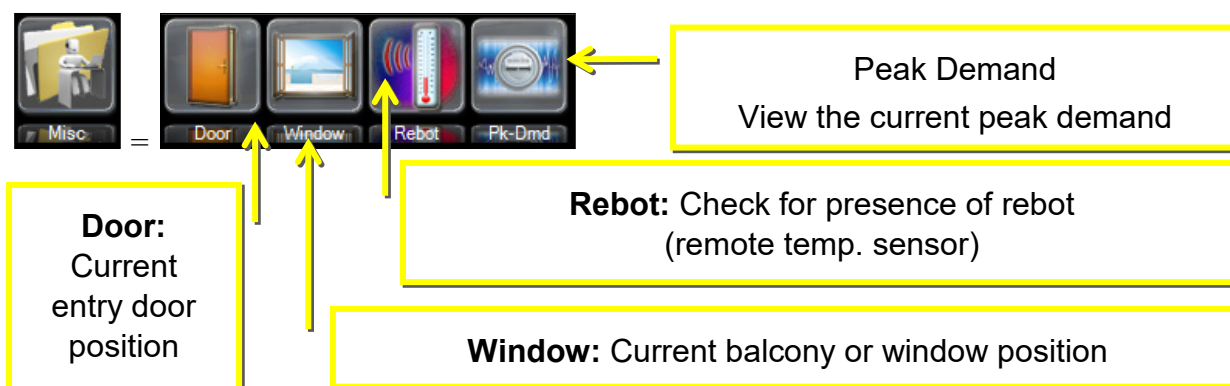 Misc
=
Door
Window
Rebot
Pk-Dmd
Peak Demand
View the current peak demand
Rebot: Check for presence of rebot
(remote temp. sensor)
Door:
Current
entry door
position
Window: Current balcony or window position